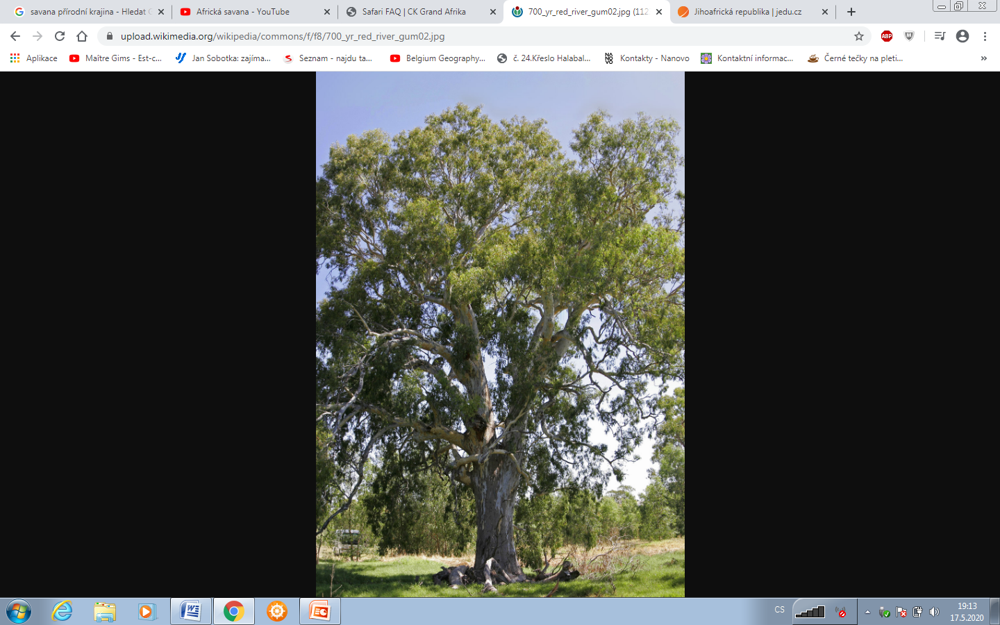 savana přírodní krajina - Hledat G
Africká savana - YouTube
Safari FAQ | CK Grand Afrika
700_yr_red_river_gum02.jpg (112
Jihoafrická republika | jedu.cz
upload.wikimedia.org/wikipedia/commons/f/f8/700_yr_red_river_gum02.jpg
ABP
Aplikace
Maître Gims - Est-c...
Jan Sobotka: zajíma...
Seznam - najdu ta...
Belgium Geography...
č. 24.Křeslo Halabal...
NANOVO
Kontakty - Nanovo
Kontaktní informac...
Černé tečky na pleti...
»
CS
19:13
17.5.2020